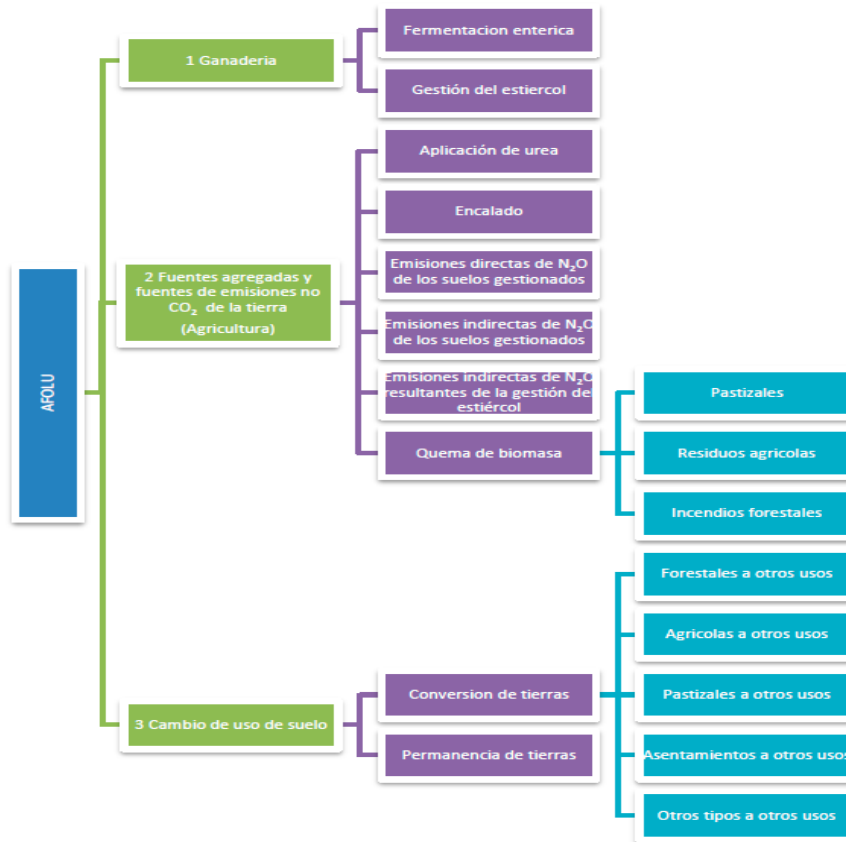 AFOLU
1 Ganaderia
Fermentacion enterica
Gestión del estiercol
2 Fuentes agregadas y
fuentes de emisiones no
CO₂ de la tierra
(Agricultura)
Aplicación de urea
Encalado
Emisiones directas de N₂O
de los suelos gestionados
Emisiones indirectas de N₂O
de los suelos gestionados
Emisiones indirectas de N₂O
resultantes de la gestión del
estiércol
Quema de biomasa
Pastizales
Residuos agricolas
Incendios forestales
3 Cambio de uso de suelo
Conversion de tierras
Forestales a otros usos
Agricolas a otros usos
Pastizales a otros usos
Asentamientos a otros usos
Otros tipos a otros usos
Permanencia de tierras